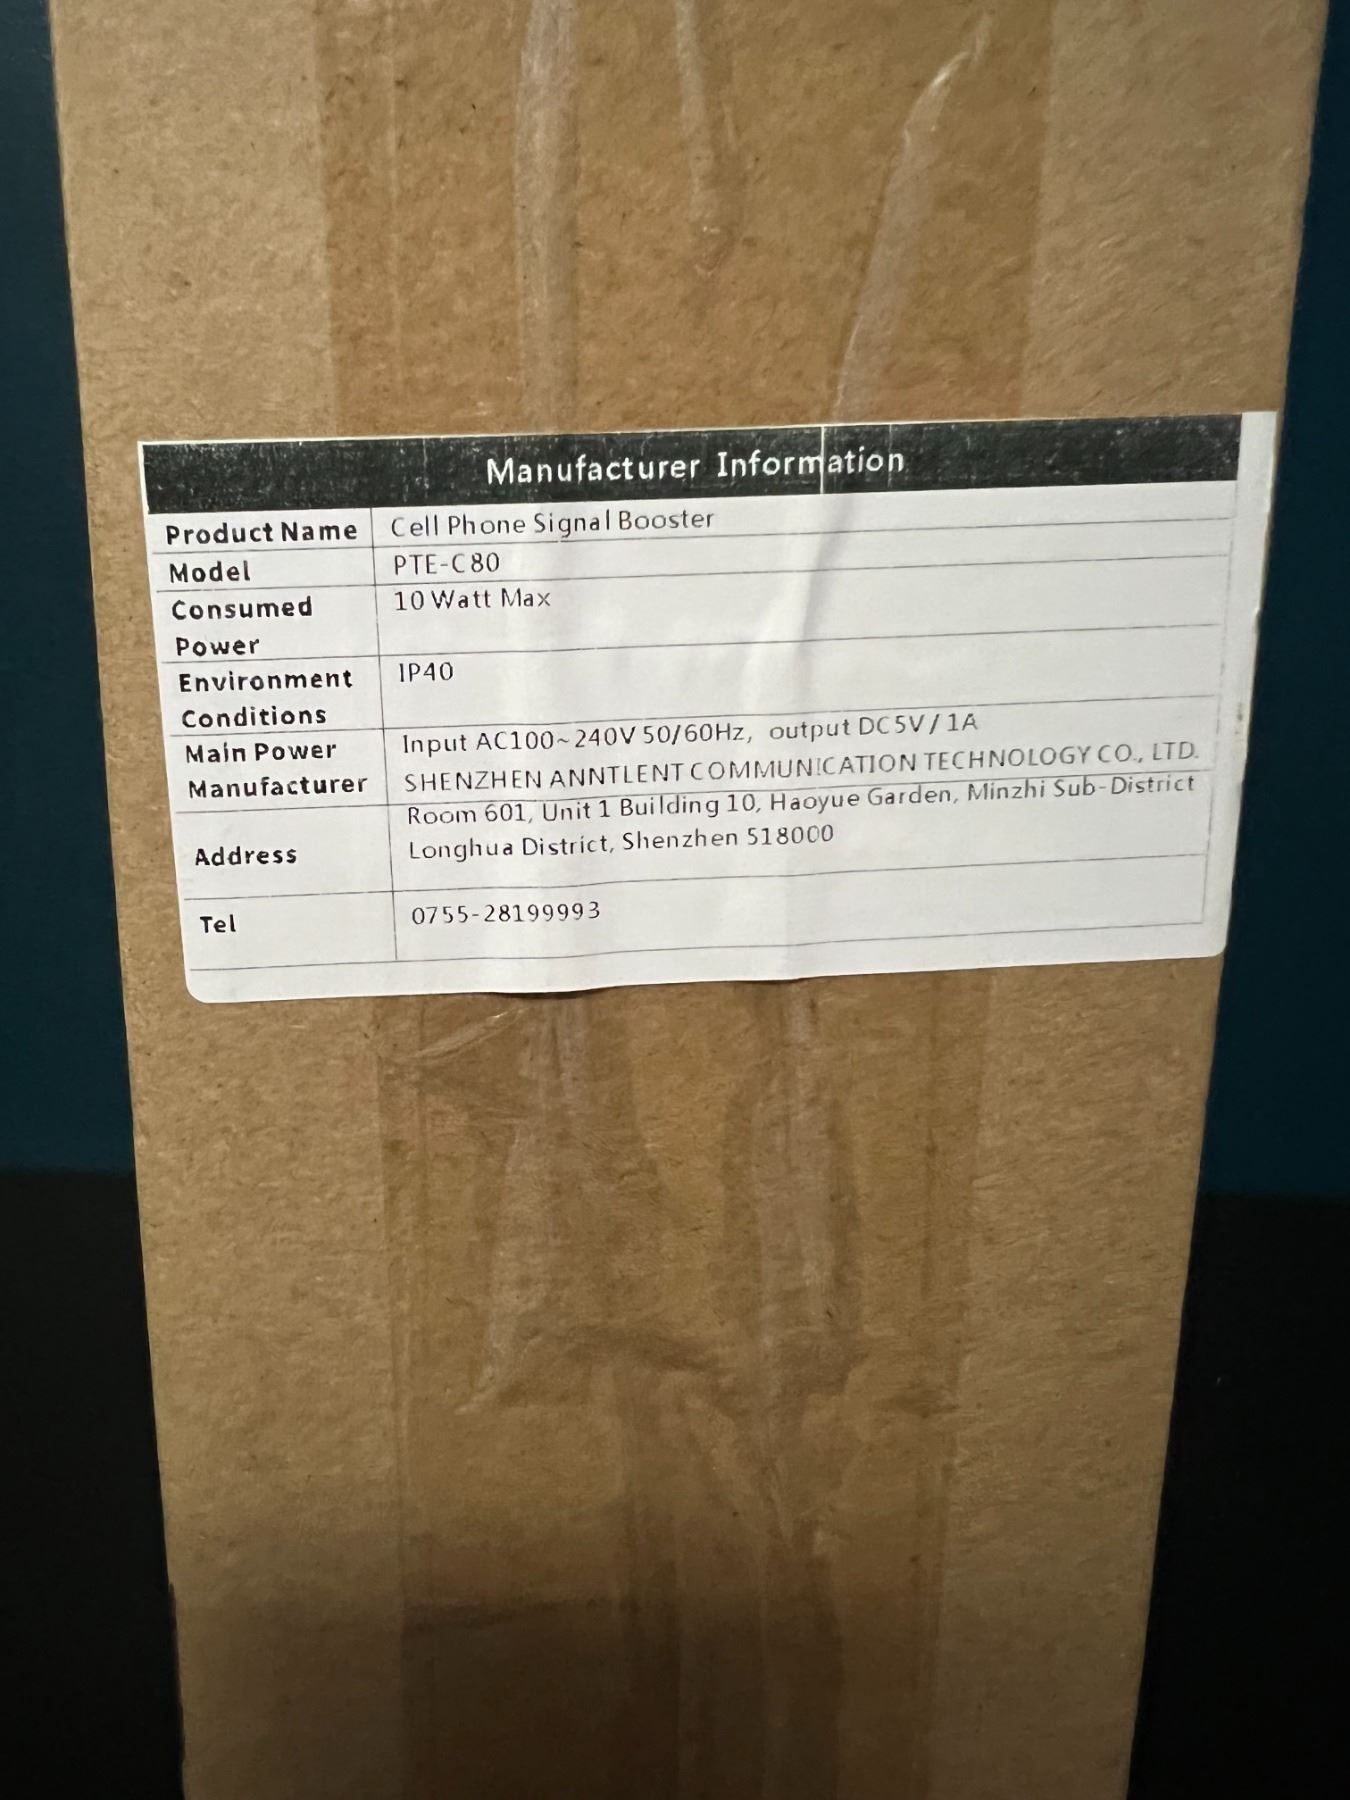 Manufacturer Information
Product Name Cell Phone Signal Booster
Model PTE-C80
Consumed 10 Watt Max
Power
Environment IP40
Conditions
Main Power Input AC100~240V 50/60Hz, output DC5V/1A
Manufacturer SHENZHEN ANNTLENT COMMUNICATION TECHNOLOGY CO., LTD.
Room 601, Unit 1 Building 10, Haoyue Garden, Minzhi Sub-District
Address Longhua District, Shenzhen 518000
Tel 0755-28199993